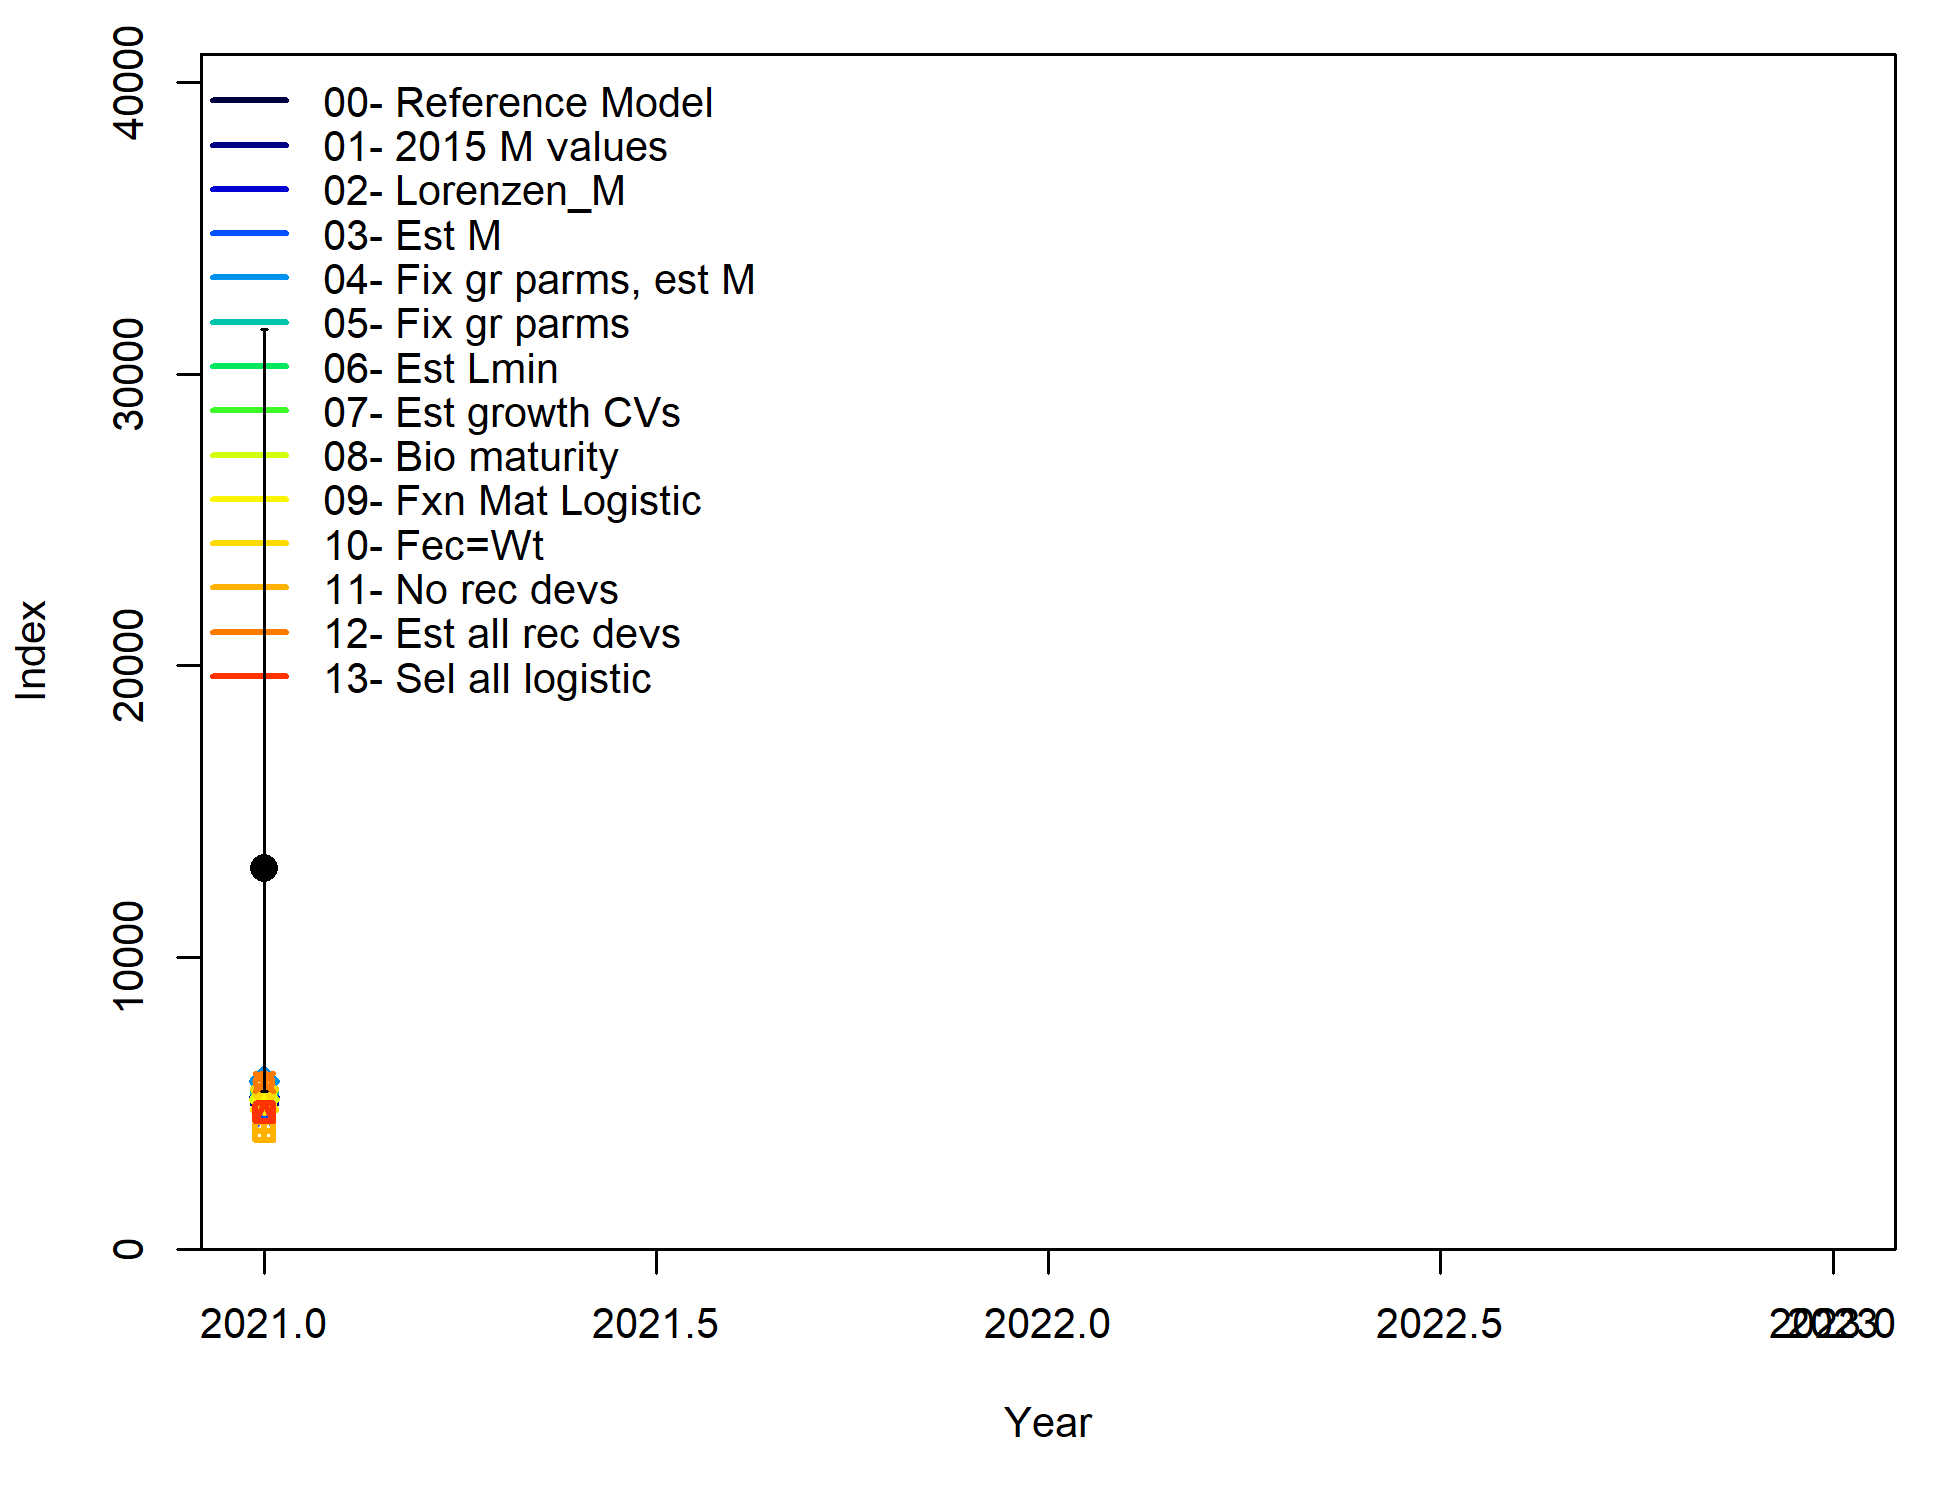 40000
30000
20000
10000
0
Index
00- Reference Model
01- 2015 M values
02- Lorenzen_M
03- Est M
04- Fix gr parms, est M
05- Fix gr parms
06- Est Lmin
07- Est growth CVs
08- Bio maturity
09- Fxn Mat Logistic
10- Fec=Wt
11- No rec devs
12- Est all rec devs
13- Sel all logistic
2021.0 2021.5 2022.0 2022.5
Year